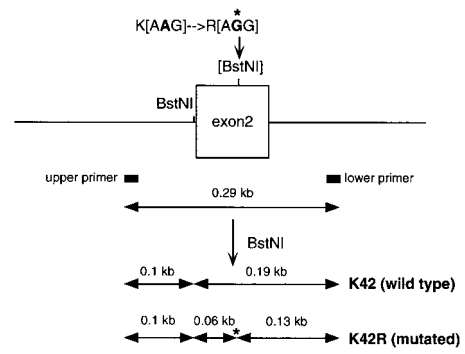 *
K[AAG]-->R[AGG]
[BstNI}
BstNI
exon2
upper primer
lower primer
0.29 kb
BstNI
0.1 kb
0.19 kb
K42 (wild type)
0.1 kb
0.06 kb
*
0.13 kb
K42R (mutated)